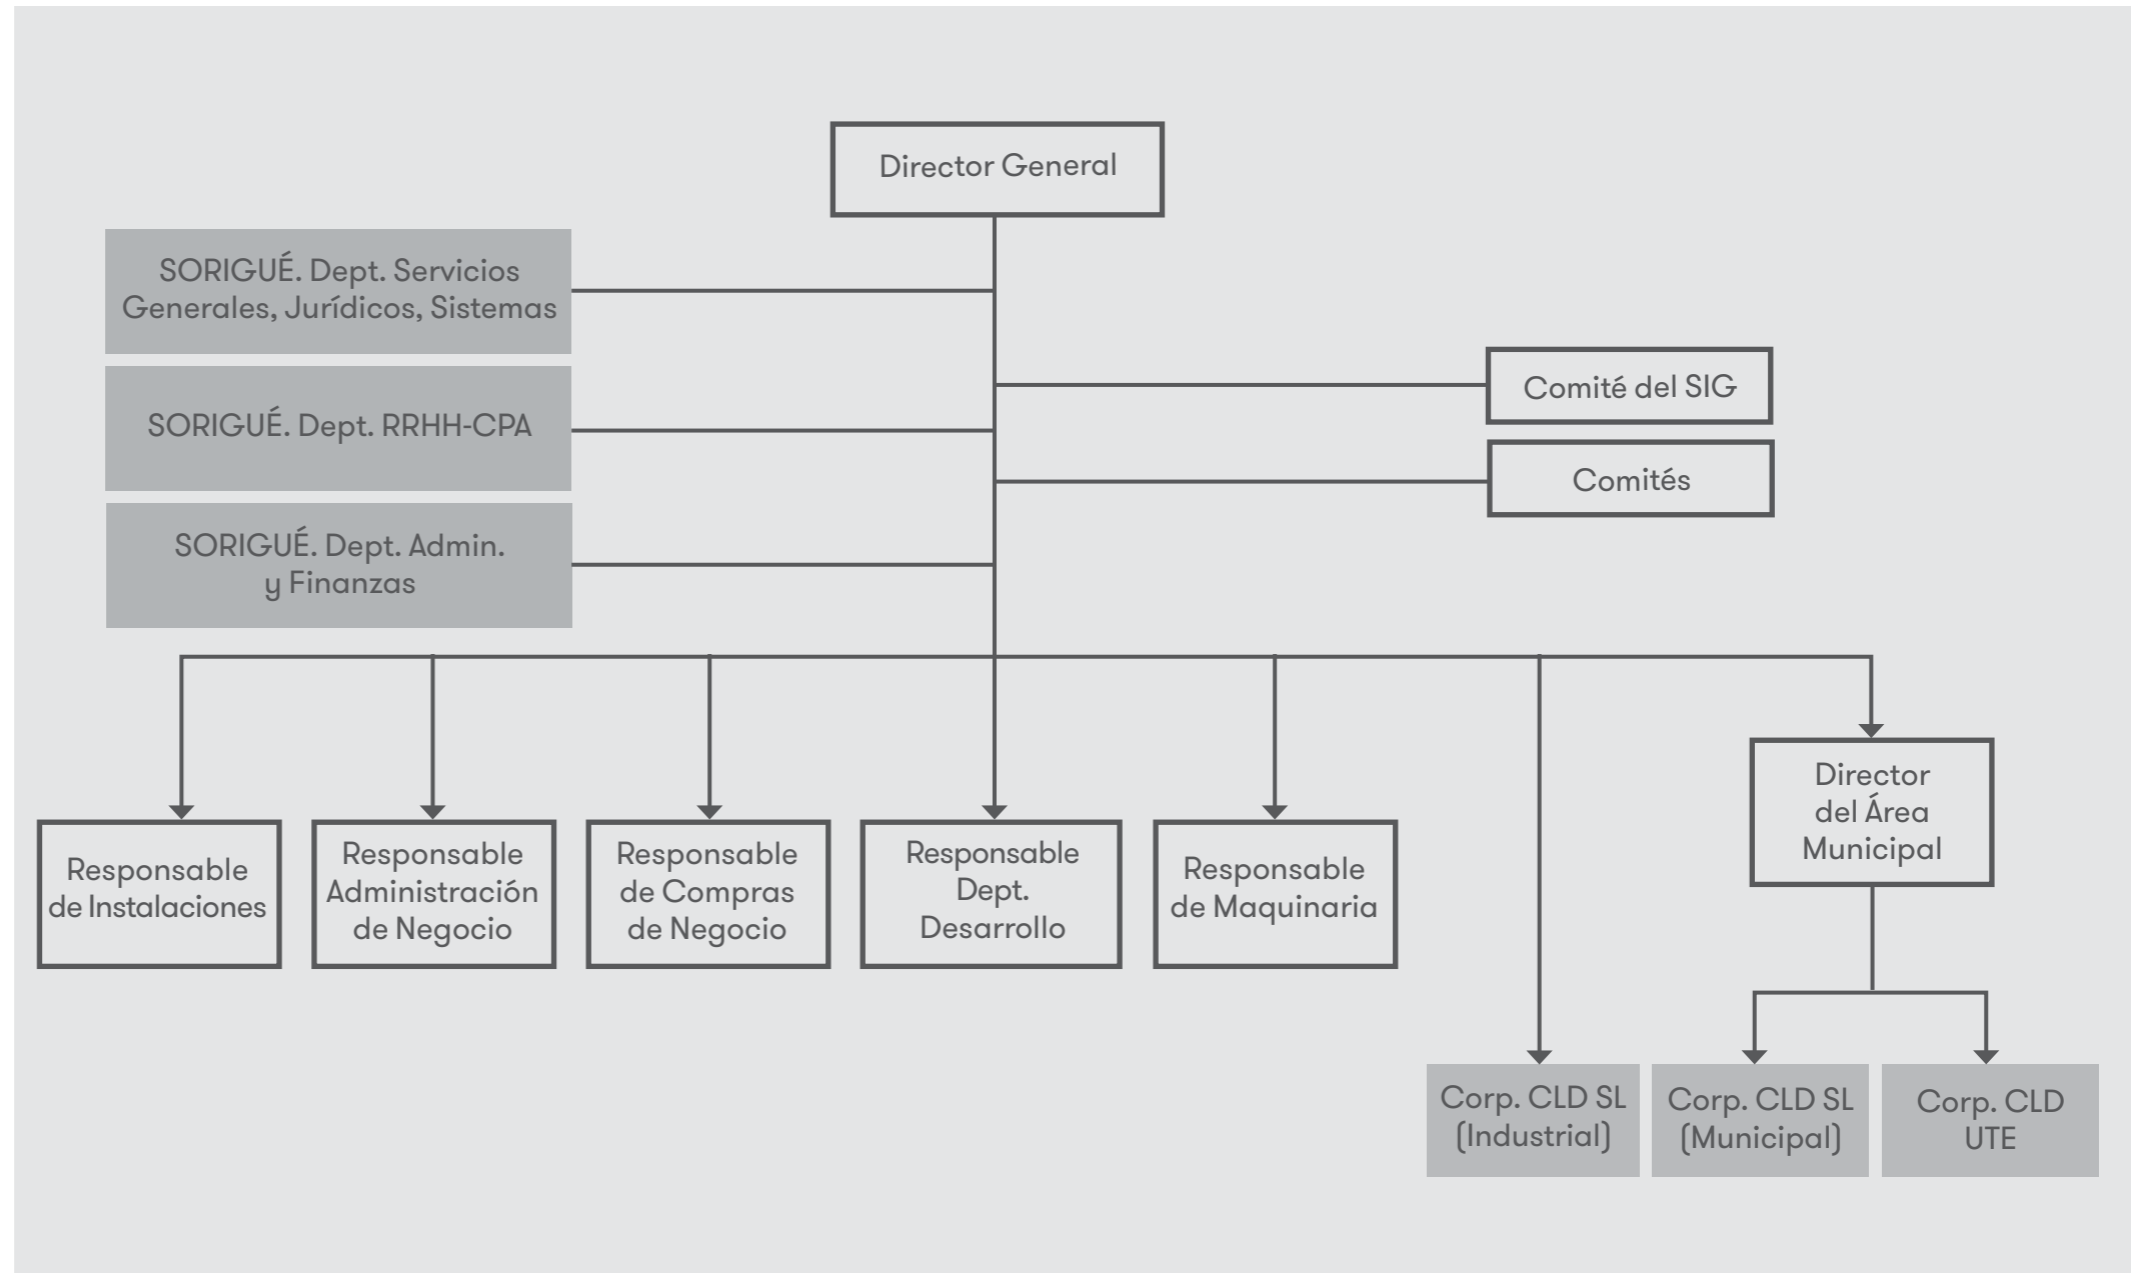 Director General
SORIGUÉ. Dept. Servicios
Generales, Jurídicos, Sistemas
SORIGUÉ. Dept. RRHH-CPA
SORIGUÉ. Dept. Admin.
y Finanzas
Comité del SIG
Comités
Responsable
de Instalaciones
Responsable
Administración
de Negocio
Responsable
de Compras
de Negocio
Responsable
Dept.
Desarrollo
Responsable
de Maquinaria
Director
del Área
Municipal
Corp. CLD SL
(Industrial)
Corp. CLD SL
(Municipal)
Corp. CLD
UTE